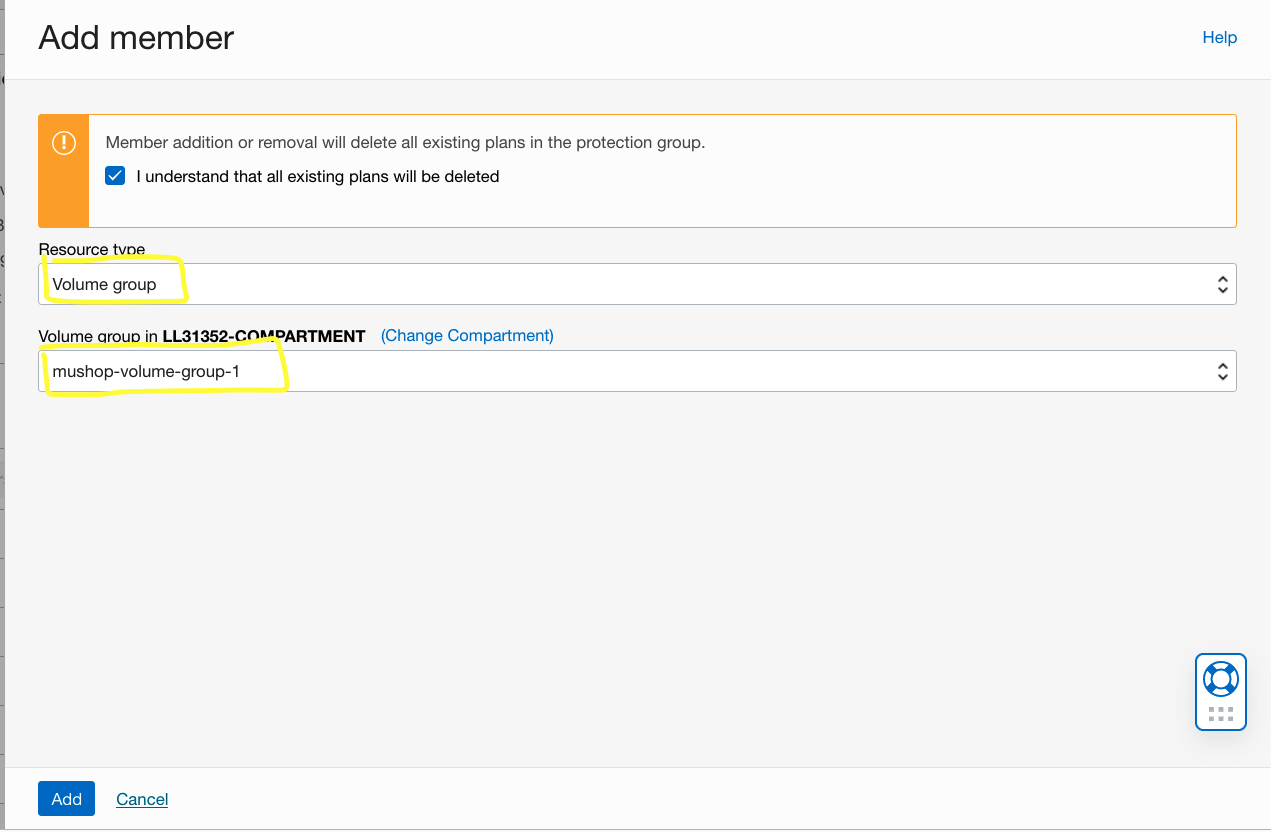 Add member
Help
Member addition or removal will delete all existing plans in the protection group.
I understand that all existing plans will be deleted
Resource type
Volume group
Volume group in LL31352-COMPARTMENT (Change Compartment)
mushop-volume-group-1
Add
Cancel